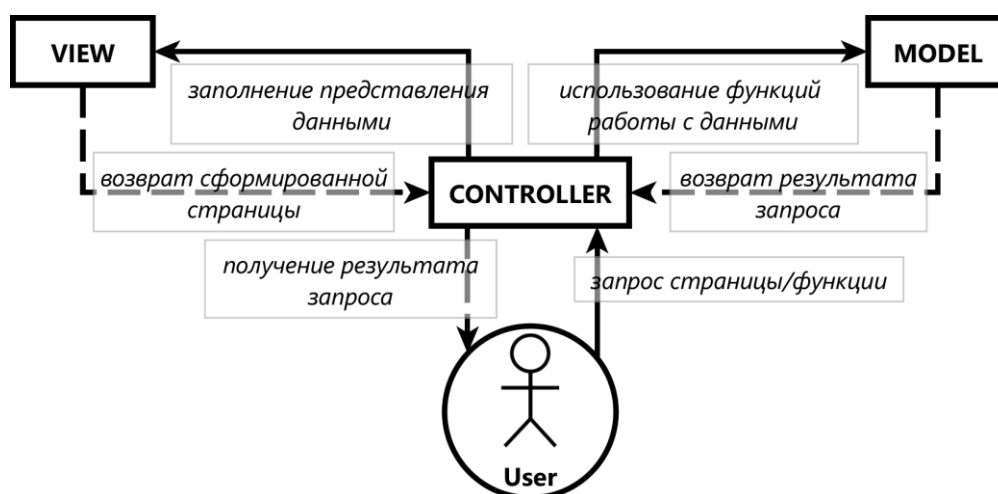 VIEW
MODEL
заполнение представления
данными
использование функций
работы с данными
возврат сформированной
страницы
CONTROLLER
возврат результата
запроса
получение результата
запроса
запрос страницы/функции
User